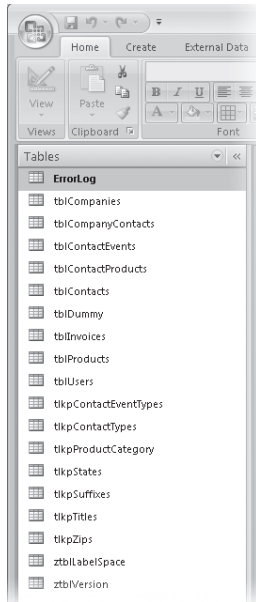 Home Create External Data
View
Paste
B I U
A
Views Clipboard Font
Tables
ErrorLog
tblCompanies
tblCompanyContacts
tblContactEvents
tblContactProducts
tblContacts
tblDummy
tblInvoices
tblProducts
tblUsers
tlkpContactEventTypes
tlkpContactTypes
tlkpProductCategory
tlkpStates
tlkpSuffixes
tlkpTitles
tlkpZips
ztblLabelSpace
ztblVersion